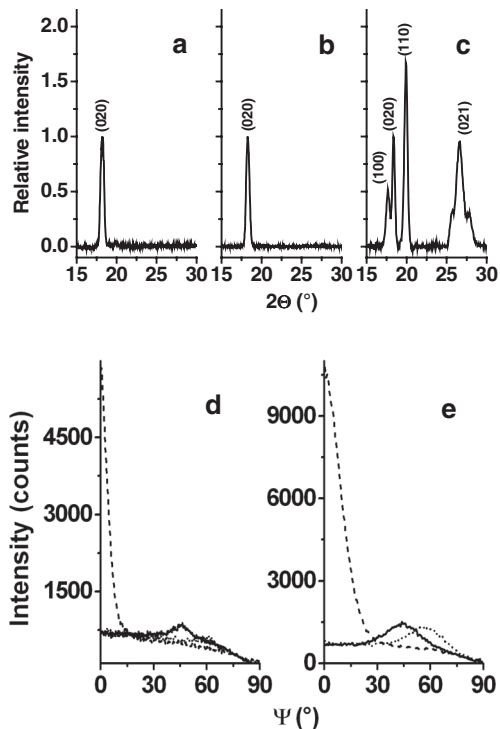 a
b
c
Relative intensity
2.0
1.5
1.0
0.5
0.0
(020)
(020)
(100)
(020)
(110)
(021)
15 20 25 30
15 20 25 30
15 20 25 30
2Θ (°)
d
e
Intensity (counts)
4500
3000
1500
9000
6000
3000
0
0 30 60 90
0 30 60 90
Ψ (°)